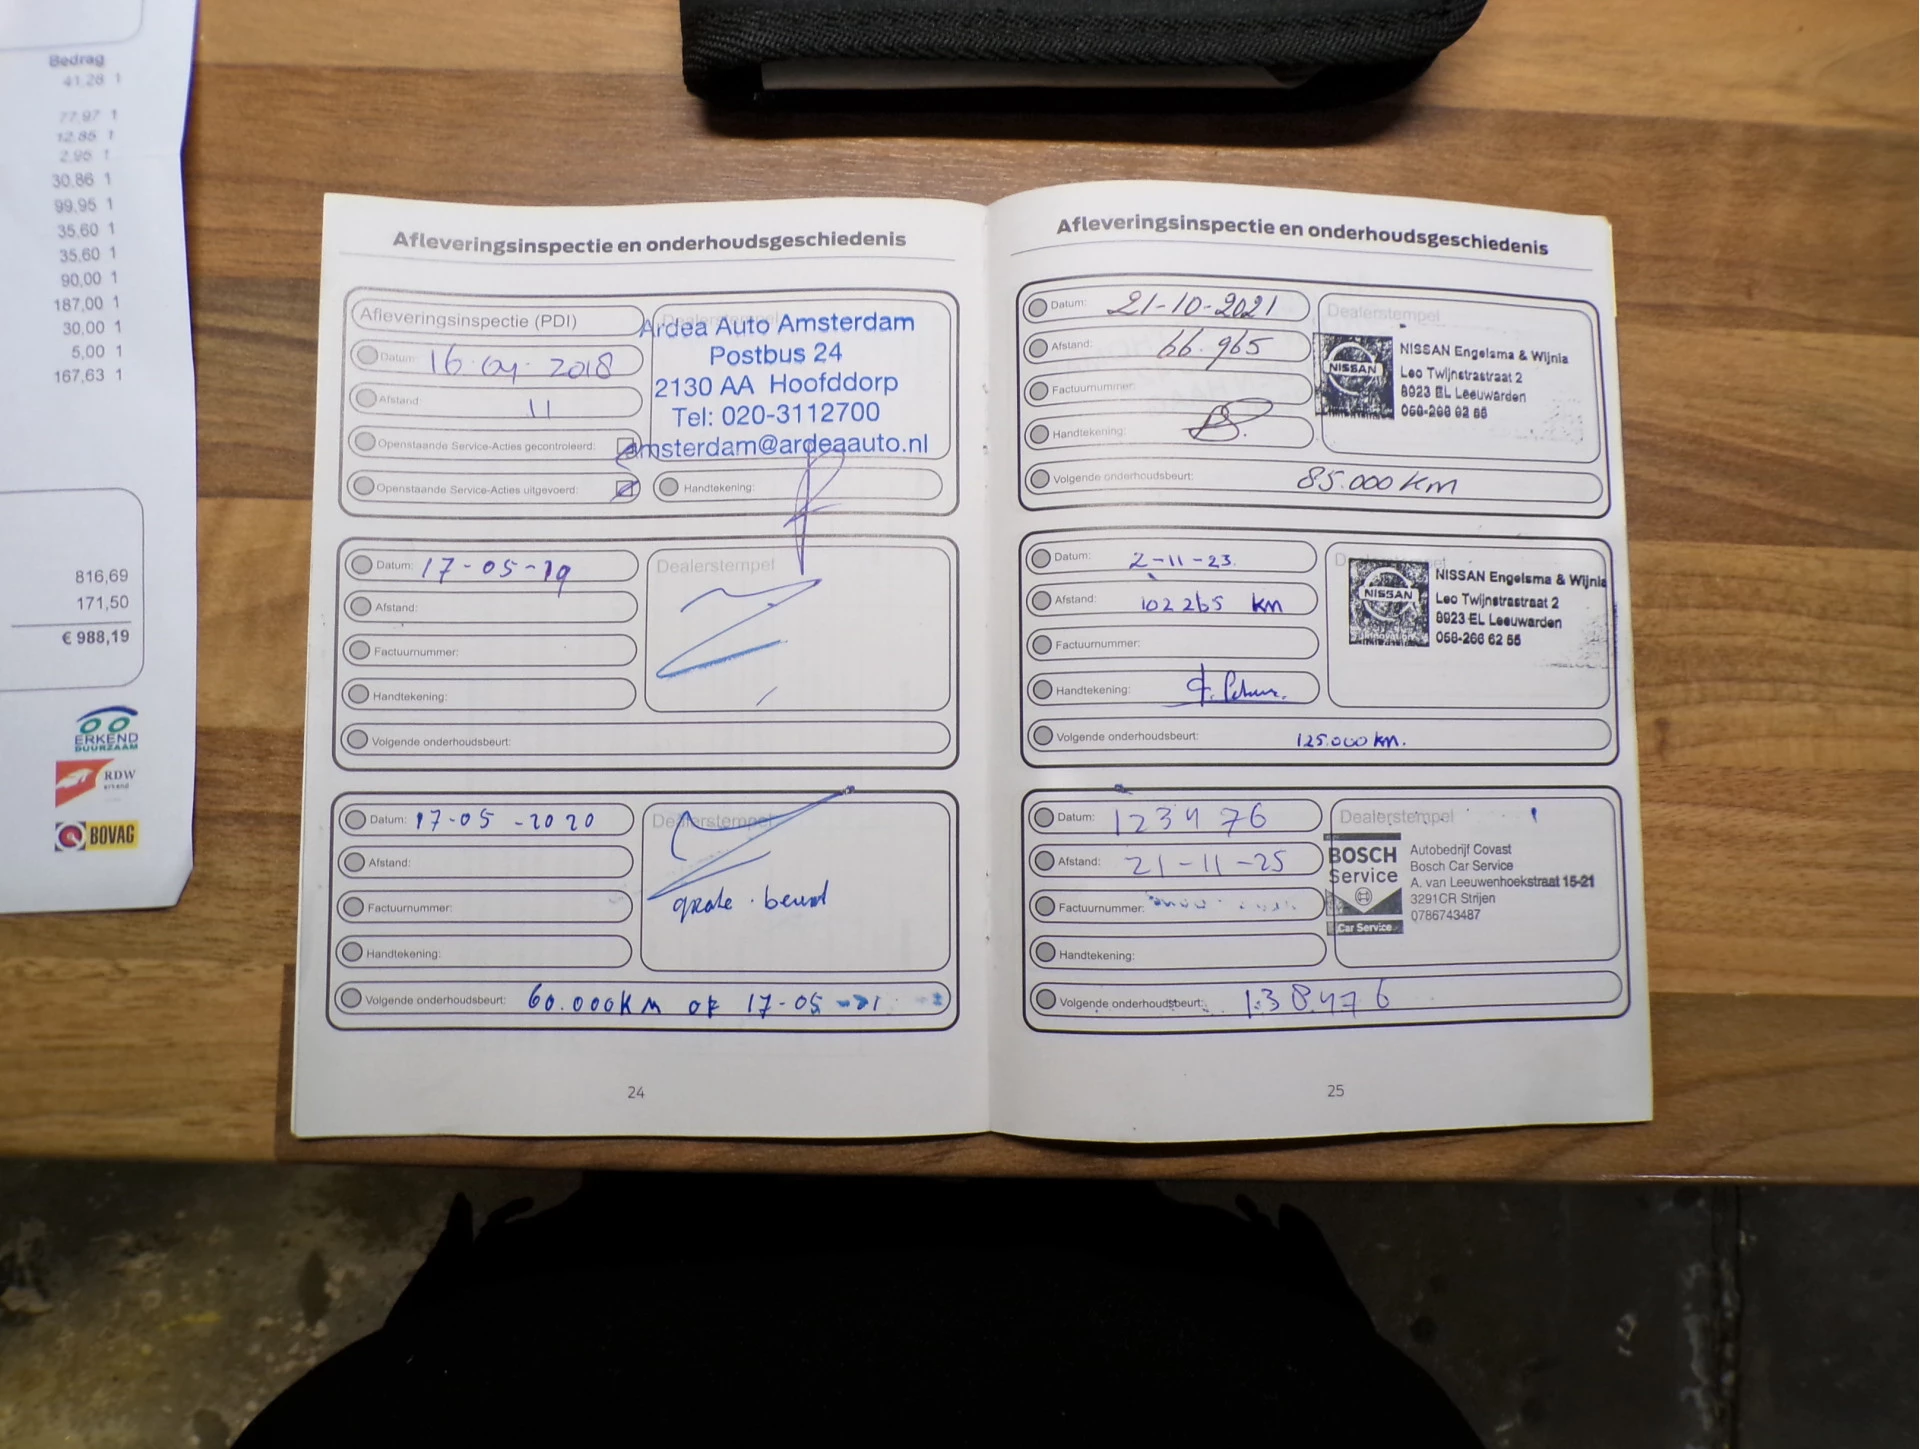 Bedrag
41,28 1
77,97 1
12,85 1
2,95 1
30,86 1
99,95 1
35,60 1
35,60 1
90,00 1
187,00 1
30,00 1
5,00 1
167,63 1
816,69
171,50
€ 988,19
ERKEND
DUURZAAM
RDW
erkend
BOVAG
Afleveringsinspectie en onderhoudsgeschiedenis
Afleveringsinspectie (PDI)
Datum: 16-04-2018
Afstand: 11
Openstaande Service-Acties gecontroleerd:
Openstaande Service-Acties uitgevoerd:
Ardea Auto Amsterdam
Postbus 24
2130 AA Hoofddorp
Tel: 020-3112700
amsterdam@ardeaauto.nl
Handtekening:
Datum: 17-05-19
Afstand:
Factuurnummer:
Handtekening:
Volgende onderhoudsbeurt:
Dealerstempel
Datum: 17-05-2020
Afstand:
Factuurnummer:
Handtekening:
Dealerstempel
grote beurt
Volgende onderhoudsbeurt: 60.000KM of 17-05
24
Afleveringsinspectie en onderhoudsgeschiedenis
Datum: 21-10-2021
Afstand: 66.965
Factuurnummer:
Handtekening:
Dealerstempel
NISSAN
NISSAN Engelsma & Wijnia
Leo Twijnstrastraat 2
8923 EL Leeuwarden
058-266 62 66
Volgende onderhoudsbeurt: 85.000 Km
Datum: 2-11-23
Afstand: 102265 km
Factuurnummer:
Handtekening:
NISSAN
NISSAN Engelsma & Wijnia
Leo Twijnstrastraat 2
8923 EL Leeuwarden
058-266 62 66
Volgende onderhoudsbeurt: 125.000 km.
Datum: 123476
Afstand: 21-11-25
Factuurnummer:
Handtekening:
Dealerstempel
BOSCH
Service
Car Service
Autobedrijf Covast
Bosch Car Service
A. van Leeuwenhoekstraat 15-21
3291CR Strijen
0786743487
Volgende onderhoudsbeurt: 138.476
25